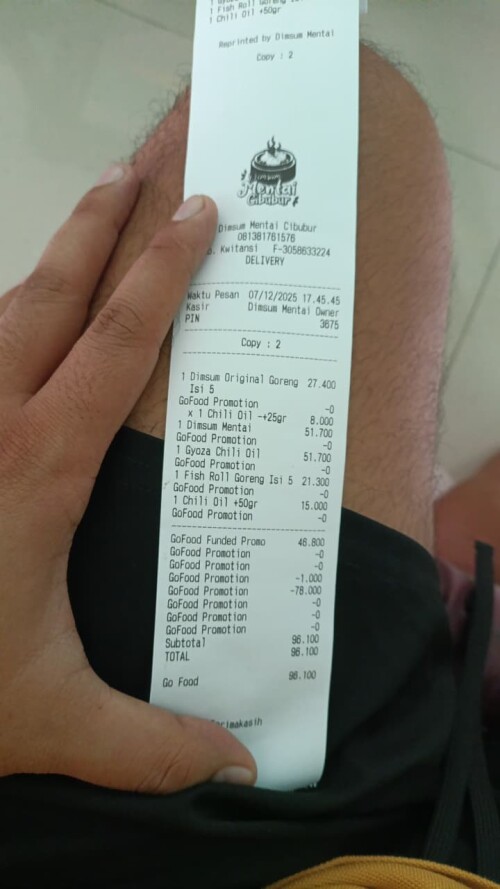 1 Fish Roll Goreng
1 Chili Oil +50gr
Reprinted by Dimsum Mentai
Copy : 2
Mentai
Cibubur
Dimsum Mentai Cibubur
081381761576
Kwitansi F-3058633224
DELIVERY
Waktu Pesan 07/12/2025 17.45.45
Kasir Dimsum Mentai Owner
PIN 3675
Copy : 2
1 Dimsum Original Goreng 27.400
Isi 5
GoFood Promotion -0
x 1 Chili Oil -+25gr 8.000
1 Dimsum Mentai 51.700
GoFood Promotion -0
1 Gyoza Chili Oil 51.700
GoFood Promotion -0
1 Fish Roll Goreng Isi 5 21.300
GoFood Promotion -0
1 Chili Oil +50gr 15.000
GoFood Promotion -0
GoFood Funded Promo 46.800
GoFood Promotion -0
GoFood Promotion -0
GoFood Promotion -1.000
GoFood Promotion -78.000
GoFood Promotion -0
GoFood Promotion -0
GoFood Promotion -0
Subtotal 96.100
TOTAL 96.100
Go Food 96.100
Terimakasih